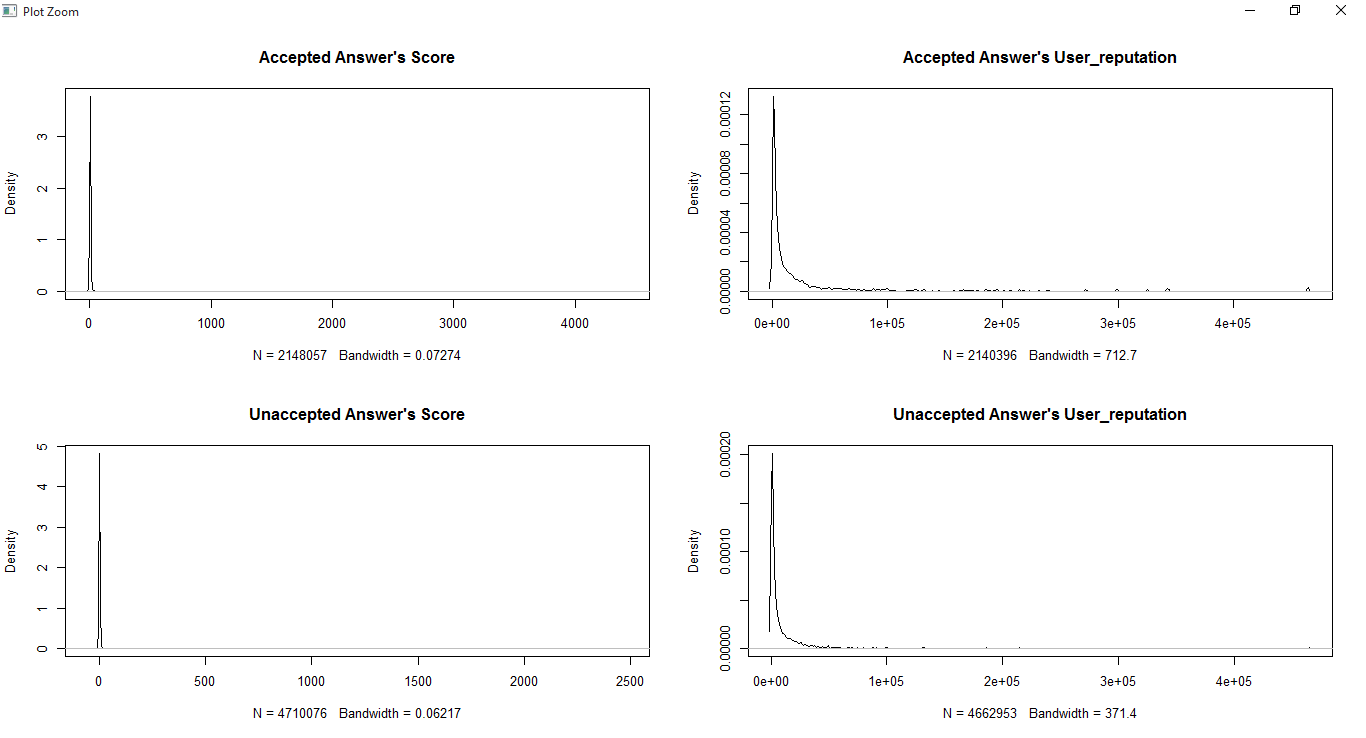 Plot Zoom
Accepted Answer's Score
Density
0 1 2 3
0 1000 2000 3000 4000
N = 2148057 Bandwidth = 0.07274
Accepted Answer's User_reputation
Density
0.00000 0.00004 0.00008 0.00012
0e+00 1e+05 2e+05 3e+05 4e+05
N = 2140396 Bandwidth = 712.7
Unaccepted Answer's Score
Density
0 1 2 3 4 5
0 500 1000 1500 2000 2500
N = 4710076 Bandwidth = 0.06217
Unaccepted Answer's User_reputation
Density
0.00000 0.00010 0.00020
0e+00 1e+05 2e+05 3e+05 4e+05
N = 4662953 Bandwidth = 371.4